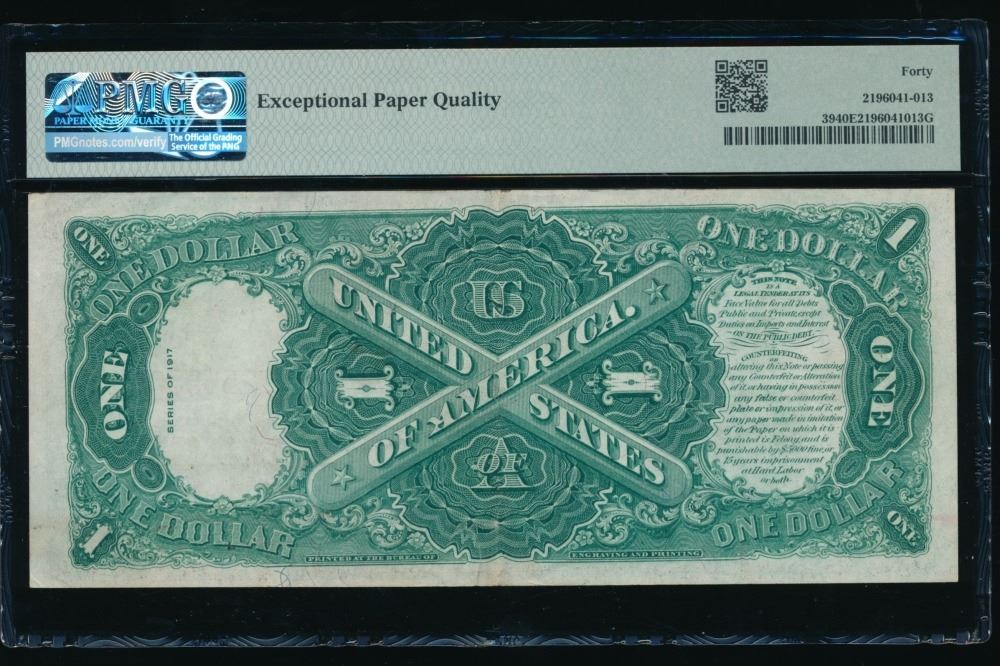 PMG
PAPER MONEY GUARANTY
PMGnotes.com/verify
The Official Grading
Service of the PNG
Exceptional Paper Quality
Forty
2196041-013
3940E2196041013G
ONE
ONE DOLLAR
ONE DOLLAR
1
US
UNITED STATES
OF AMERICA.
ONE
SERIES OF 1917
1
1
ONE
THIS NOTE
IS A
LEGAL TENDER AT ITS
Face Value for all Debts
Public and Private, except
Duties on Imports and Interest
ON THE PUBLIC DEBT.
COUNTERFEITING
or
altering this Note or passing
any Counterfeit or Alteration
of it, or having in possession
any false or counterfeit
plate or impression of it, or
any paper made in imitation
of the Paper on which it is
printed is Felony, and is
punishable by $5000 fine, or
15 years imprisonment
at Hard Labor
or both.
OF
A
1
ONE DOLLAR
ONE DOLLAR
ONE
PRINTED AT THE BUREAU OF
ENGRAVING AND PRINTING